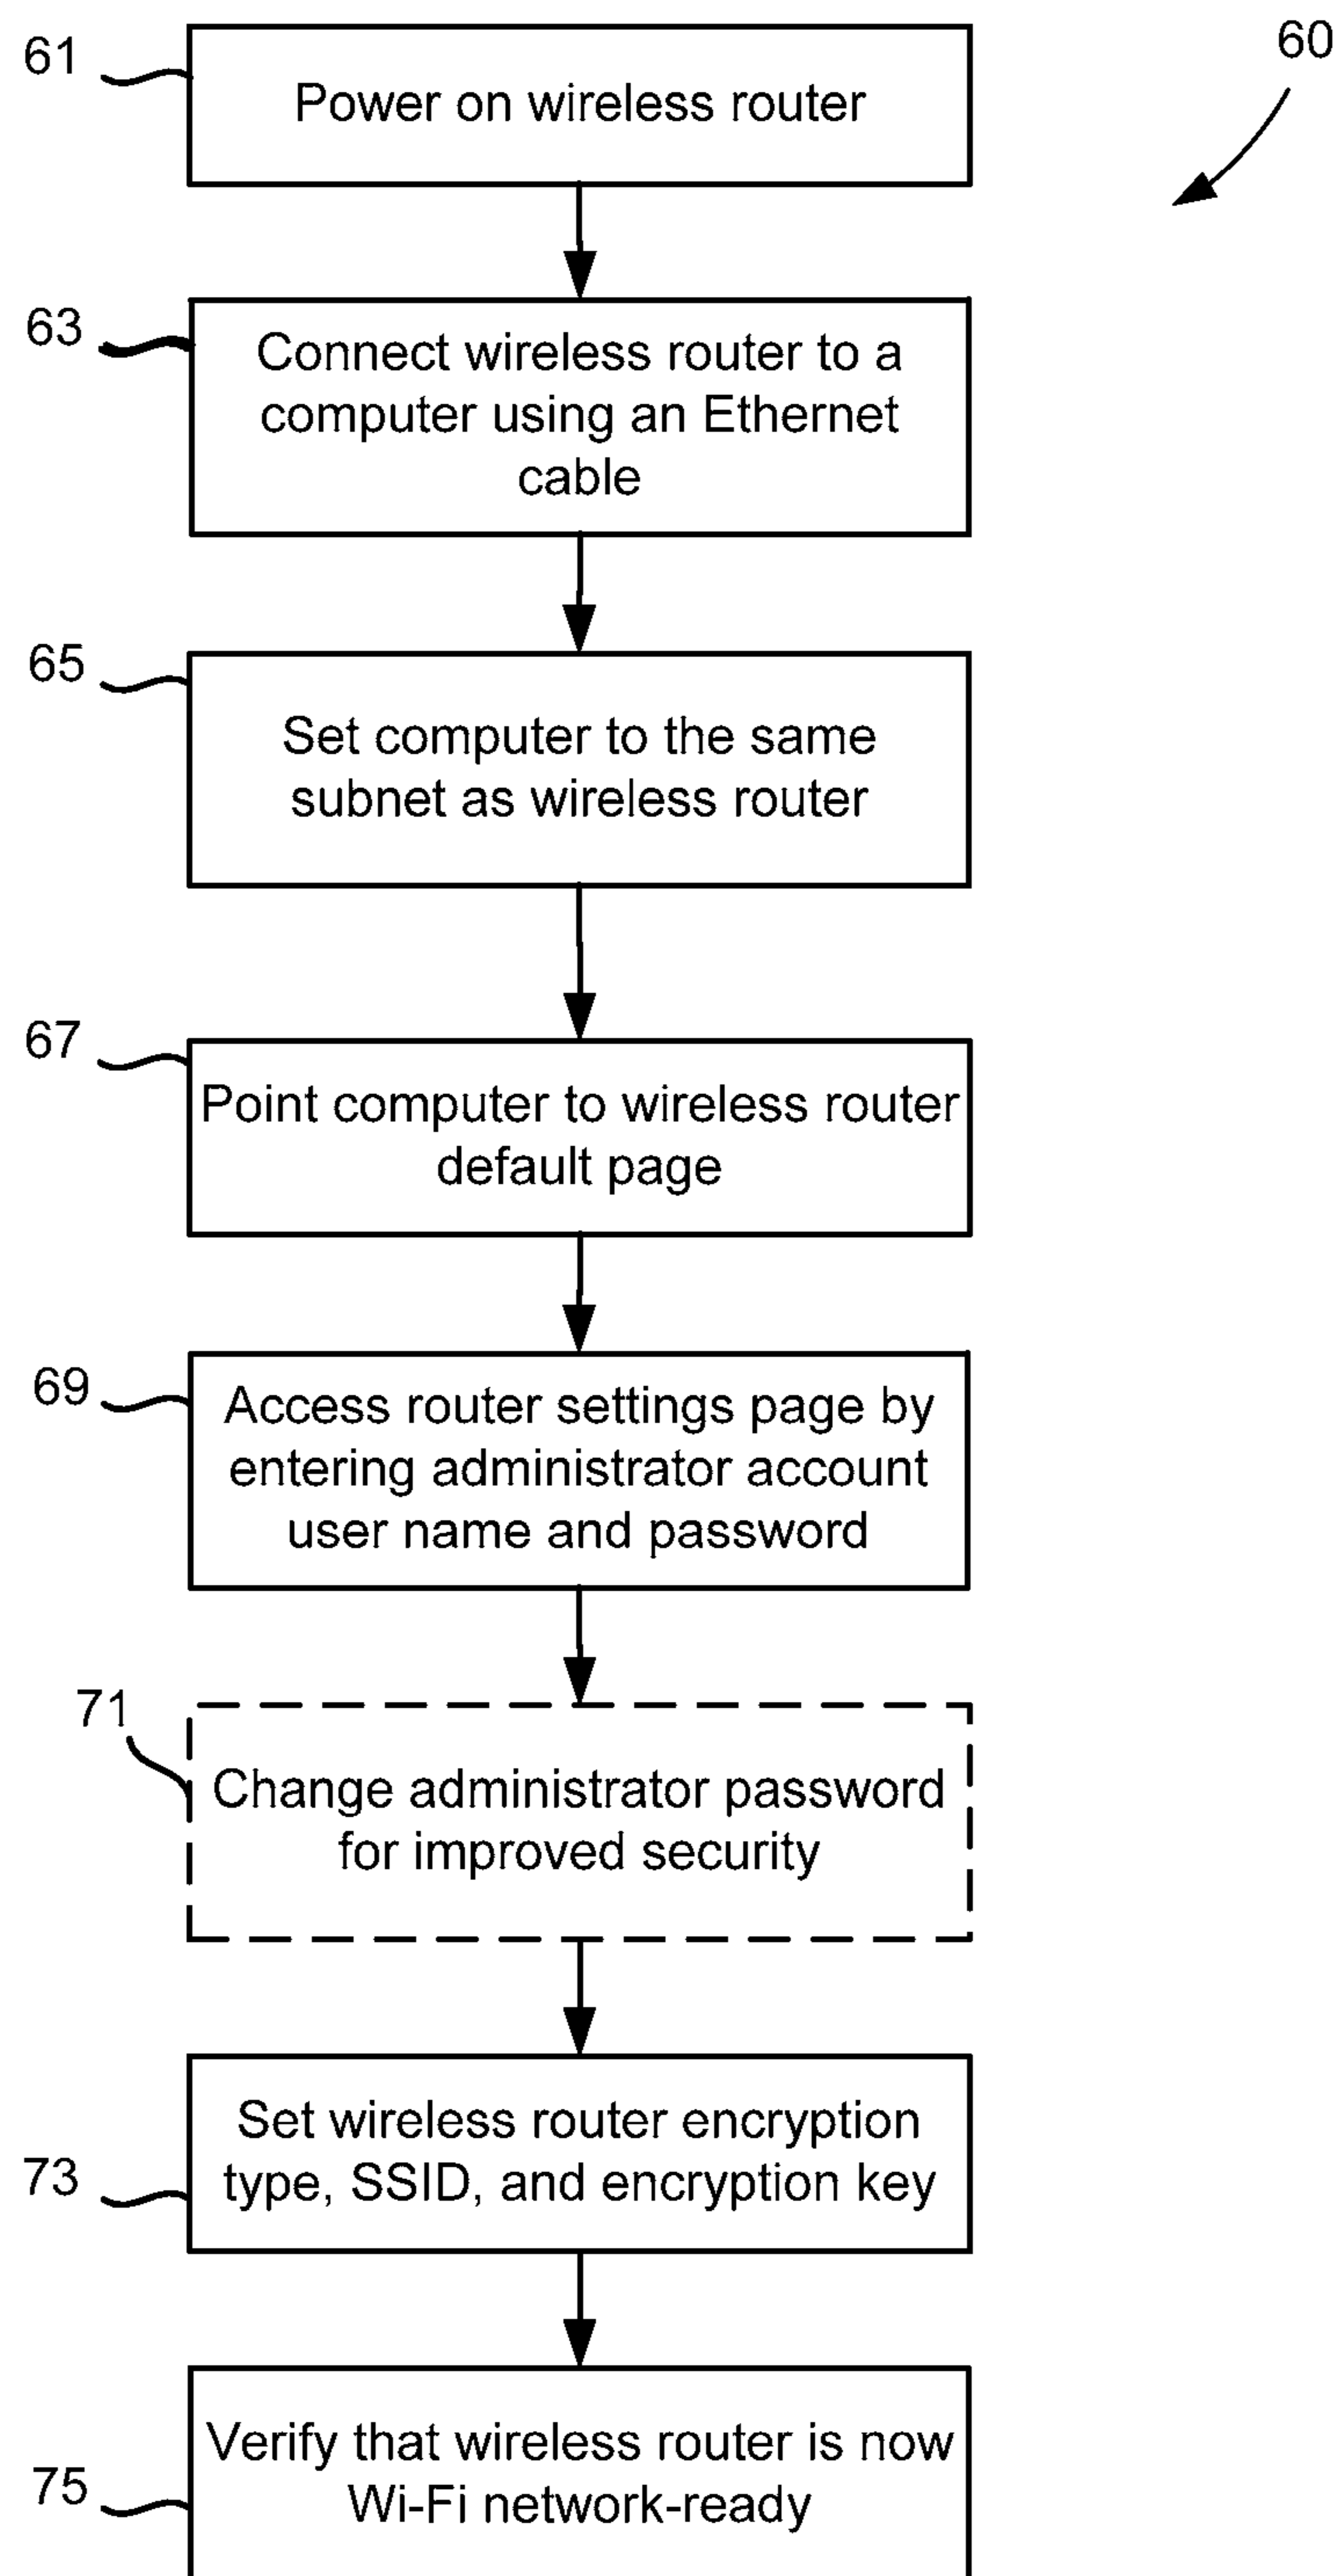 61
60
Power on wireless router
63
Connect wireless router to a
computer using an Ethernet
cable
65
Set computer to the same
subnet as wireless router
67
Point computer to wireless router
default page
69
Access router settings page by
entering administrator account
user name and password
71
Change administrator password
for improved security
Set wireless router encryption
type, SSID, and encryption key
73
Verify that wireless router is now
Wi-Fi network-ready
75